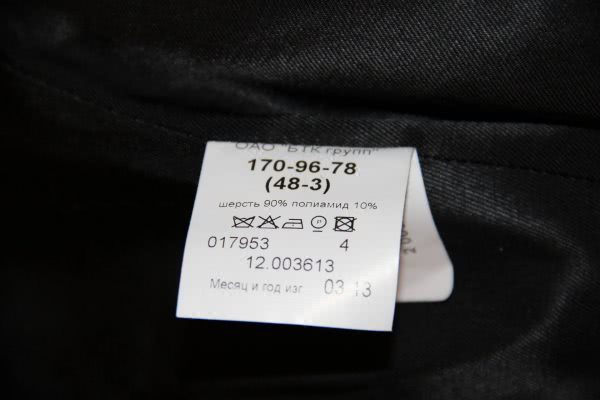 ОАО "БТК групп"
170-96-78
(48-3)
шерсть 90% полиамид 10%
P
017953 4
12.003613
Месяц и год изг. 03 13